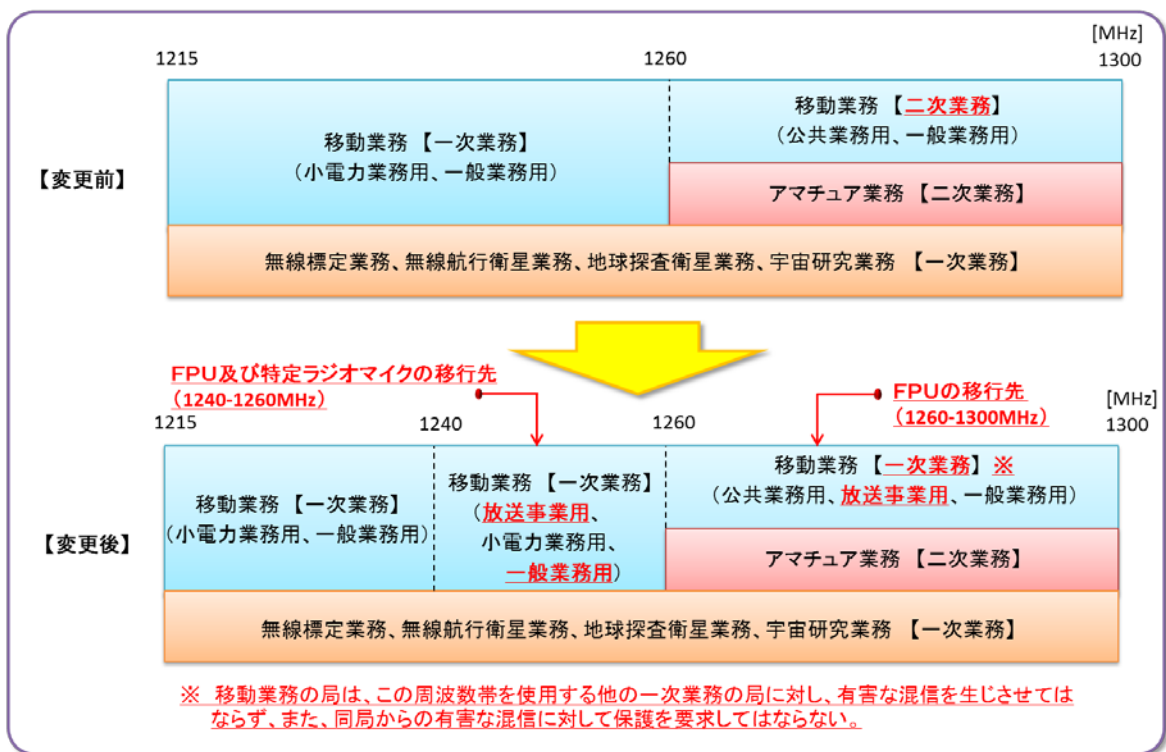 [MHz]
1215 1260 1300
移動業務 【二次業務】
(公共業務用、一般業務用)
移動業務 【一次業務】
(小電力業務用、一般業務用)
【変更前】
アマチュア業務 【二次業務】
無線標定業務、無線航行衛星業務、地球探査衛星業務、宇宙研究業務 【一次業務】
FPU及び特定ラジオマイクの移行先
(1240-1260MHz)
FPUの移行先
(1260-1300MHz)
[MHz]
1215 1240 1260 1300
移動業務 【一次業務】
(小電力業務用、一般業務用)
移動業務 【一次業務】
(放送事業用、
小電力業務用、
一般業務用)
移動業務 【一次業務】 ※
(公共業務用、放送事業用、一般業務用)
【変更後】
アマチュア業務 【二次業務】
無線標定業務、無線航行衛星業務、地球探査衛星業務、宇宙研究業務 【一次業務】
※ 移動業務の局は、この周波数帯を使用する他の一次業務の局に対し、有害な混信を生じさせては
ならず、また、同局からの有害な混信に対して保護を要求してはならない。